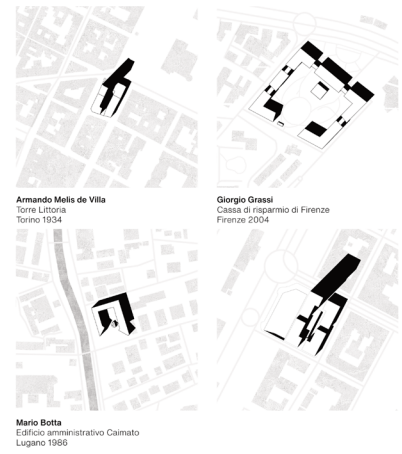 Armando Melis de Villa
Torre Littoria
Torino 1934
Giorgio Grassi
Cassa di risparmio di Firenze
Firenze 2004
Mario Botta
Edificio amministrativo Caimato
Lugano 1986